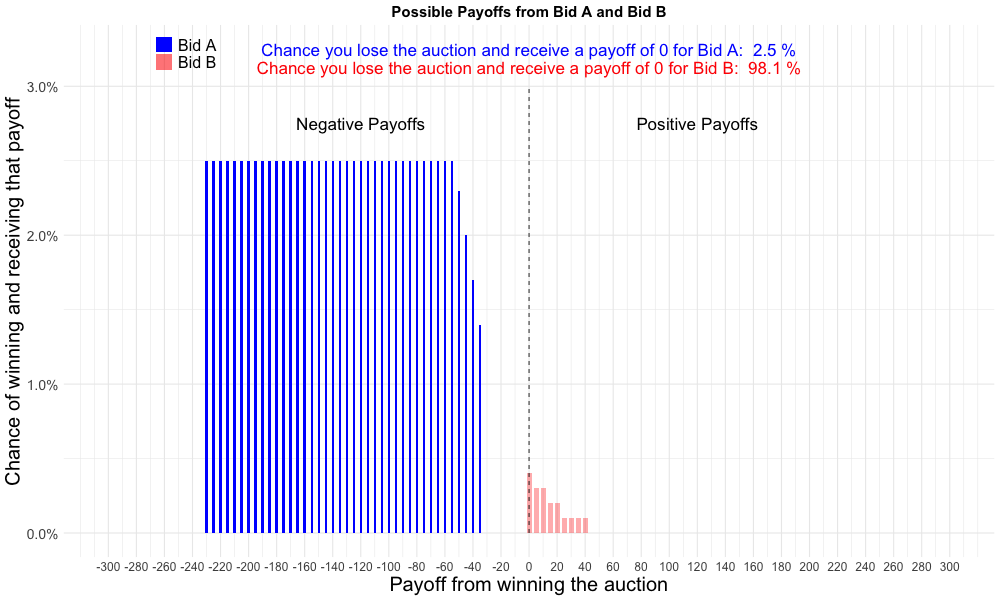 Possible Payoffs from Bid A and Bid B
Bid A
Bid B
Chance you lose the auction and receive a payoff of 0 for Bid A: 2.5 %
Chance you lose the auction and receive a payoff of 0 for Bid B: 98.1 %
Negative Payoffs
Positive Payoffs
Chance of winning and receiving that payoff
3.0%
2.0%
1.0%
0.0%
-300 -280 -260 -240 -220 -200 -180 -160 -140 -120 -100 -80 -60 -40 -20 0 20 40 60 80 100 120 140 160 180 200 220 240 260 280 300
Payoff from winning the auction